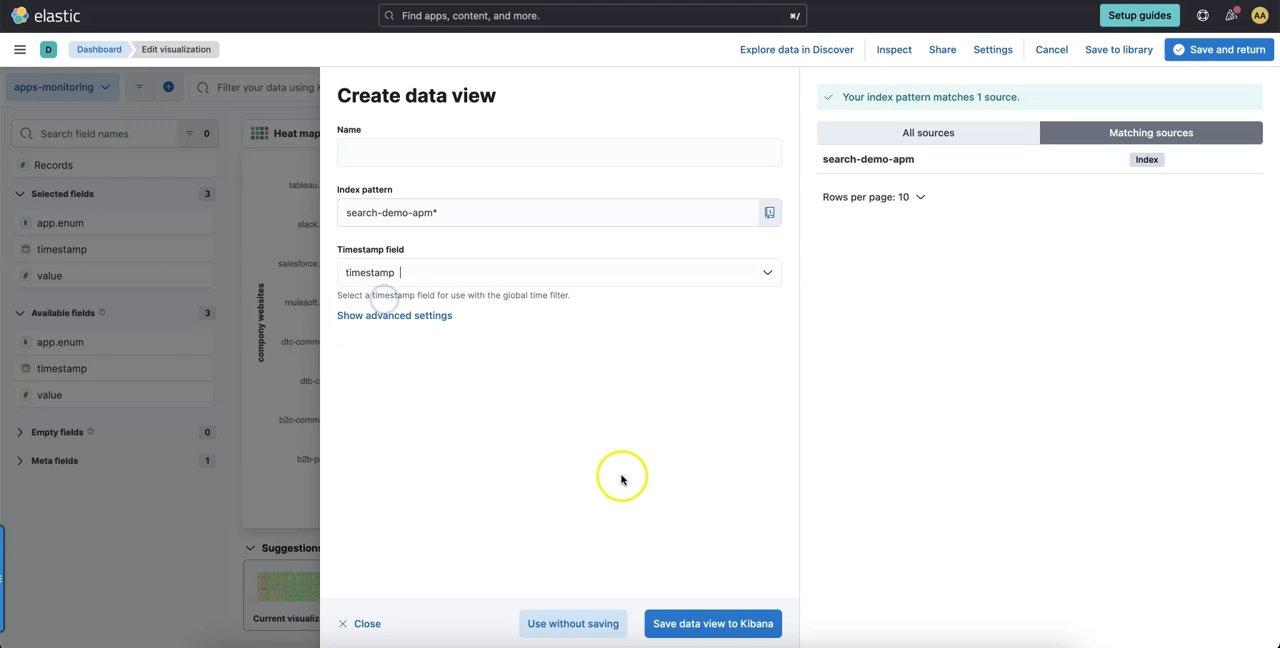 elastic
Find apps, content, and more.
⌘/
Setup guides
AA
D
Dashboard
Edit visualization
Explore data in Discover
Inspect
Share
Settings
Cancel
Save to library
Save and return
apps-monitoring
Filter your data using
Search field names
0
Records
Selected fields
3
app.enum
timestamp
value
Available fields
3
app.enum
timestamp
value
Empty fields
0
Meta fields
1
Heat map
company websites
tableau.
slack.
salesforce.
mulesoft.
dtc-comm
dtb-c
b2c-comm
b2b-p
Suggestions
Current visualiz
Create data view
Name
Index pattern
search-demo-apm*
Timestamp field
timestamp
Select a timestamp field for use with the global time filter.
Show advanced settings
Close
Use without saving
Save data view to Kibana
Your index pattern matches 1 source.
All sources
Matching sources
search-demo-apm
Index
Rows per page: 10